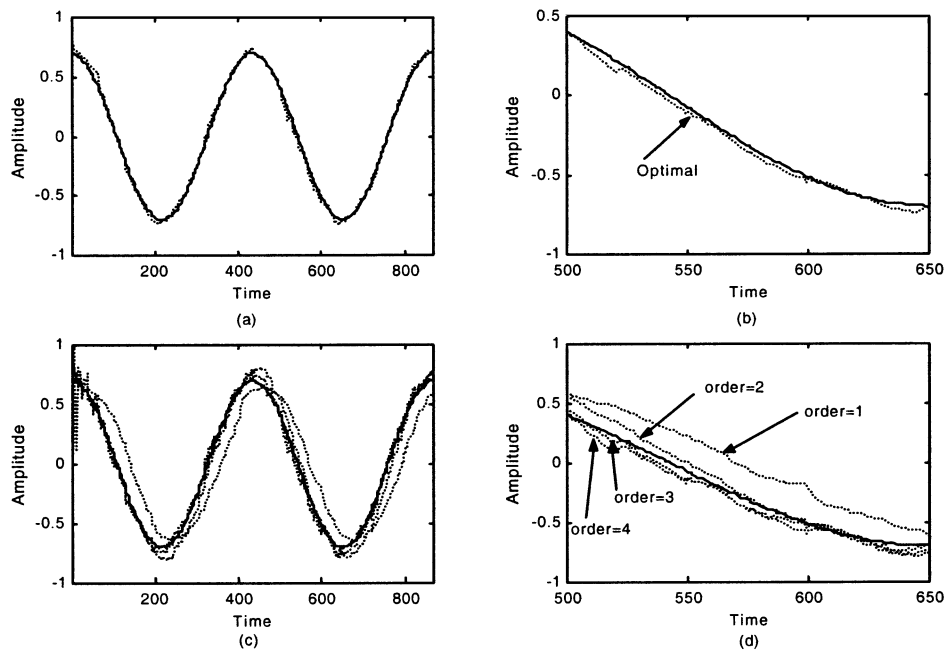 1
0.5
0
-0.5
-1
Amplitude
200 400 600 800
Time
(a)
0.5
0
-0.5
-1
Amplitude
Optimal
500 550 600 650
Time
(b)
1
0.5
0
-0.5
-1
Amplitude
200 400 600 800
Time
(c)
1
0.5
0
-0.5
-1
Amplitude
order=2
order=1
order=3
order=4
500 550 600 650
Time
(d)